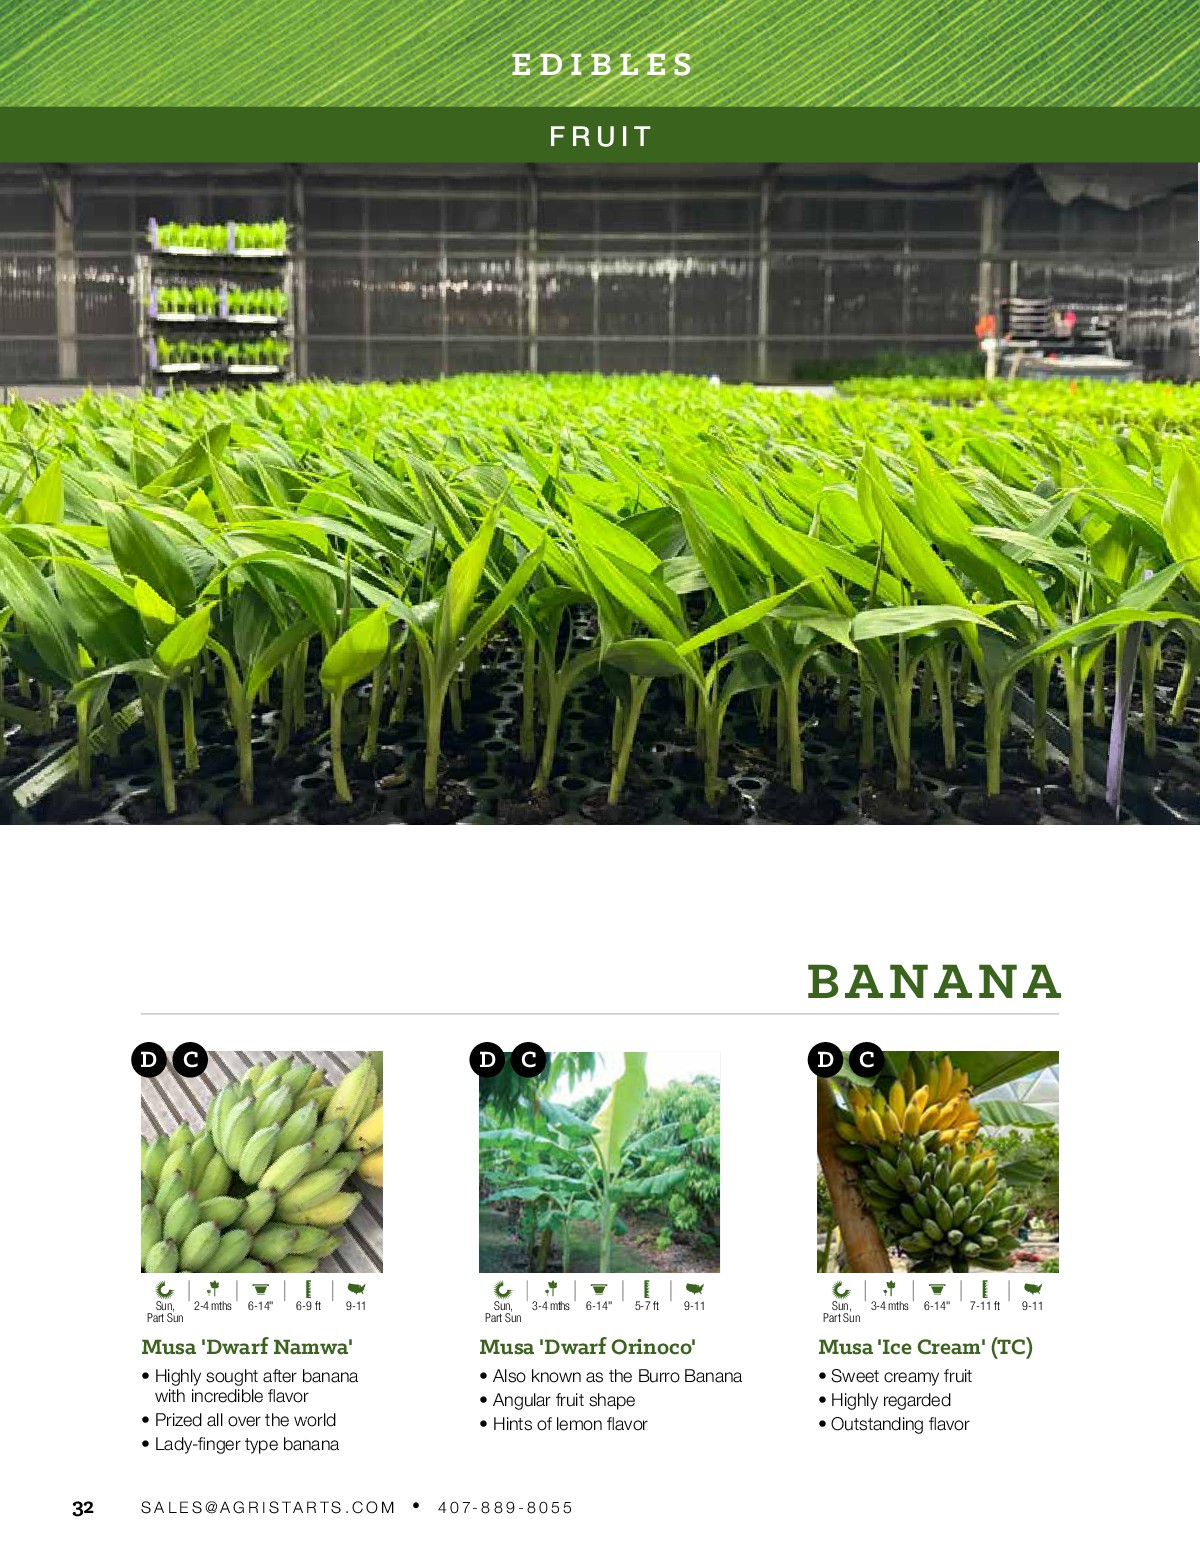 EDIBLES
FRUIT
BANANA
D C
Sun, Part Sun | 2-4 mths | 6-14" | 6-9 ft | 9-11
Musa 'Dwarf Namwa'
• Highly sought after banana
with incredible flavor
• Prized all over the world
• Lady-finger type banana
D C
Sun, Part Sun | 3-4 mths | 6-14" | 5-7 ft | 9-11
Musa 'Dwarf Orinoco'
• Also known as the Burro Banana
• Angular fruit shape
• Hints of lemon flavor
D C
Sun, Part Sun | 3-4 mths | 6-14" | 7-11 ft | 9-11
Musa 'Ice Cream' (TC)
• Sweet creamy fruit
• Highly regarded
• Outstanding flavor
32 SALES@AGRISTARTS.COM • 407-889-8055